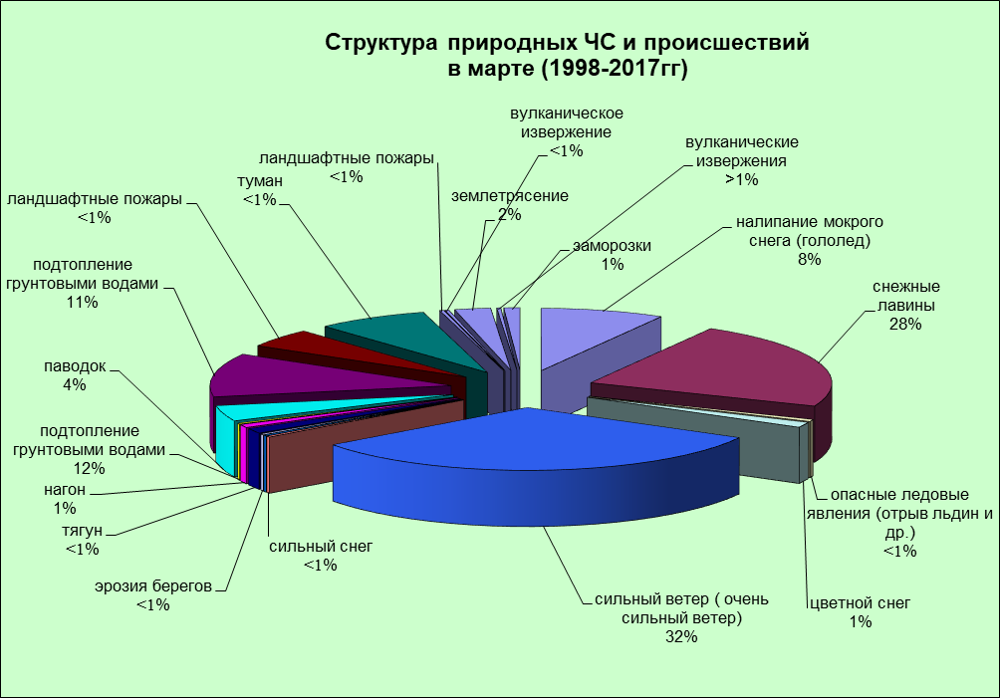 Структура природных ЧС и происшествий
в марте (1998-2017гг)
вулканическое
извержение
<1%
вулканические
извержения
>1%
ландшафтные пожары
<1%
туман
<1%
землетрясение
2%
ландшафтные пожары
<1%
заморозки
1%
налипание мокрого
снега (гололед)
8%
подтопление
грунтовыми водами
11%
снежные
лавины
28%
паводок
4%
подтопление
грунтовыми водами
12%
нагон
1%
тягун
<1%
эрозия берегов
<1%
сильный снег
<1%
сильный ветер ( очень
сильный ветер)
32%
опасные ледовые
явления (отрыв льдин и
др.)
<1%
цветной снег
1%